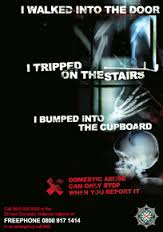 I WALKED INTO THE DOOR
I TRIPPED
ON THE STAIRS
I BUMPED INTO
THE CUPBOARD
DOMESTIC ABUSE
CAN ONLY STOP
WHEN YOU REPORT IT
FREEPHONE 0800 917 1414